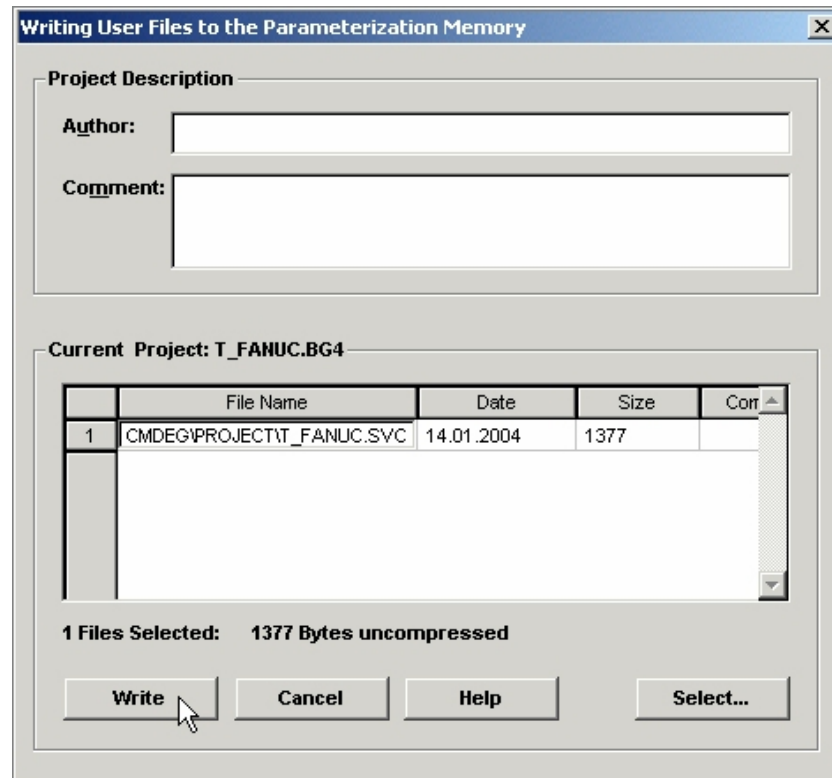 Writing User Files to the Parameterization Memory
Project Description
Author:
Comment:
Current Project: T_FANUC.BG4
File Name Date Size Com
1 CMDEG\PROJECT\T_FANUC.SVC 14.01.2004 1377
1 Files Selected: 1377 Bytes uncompressed
Write Cancel Help Select...